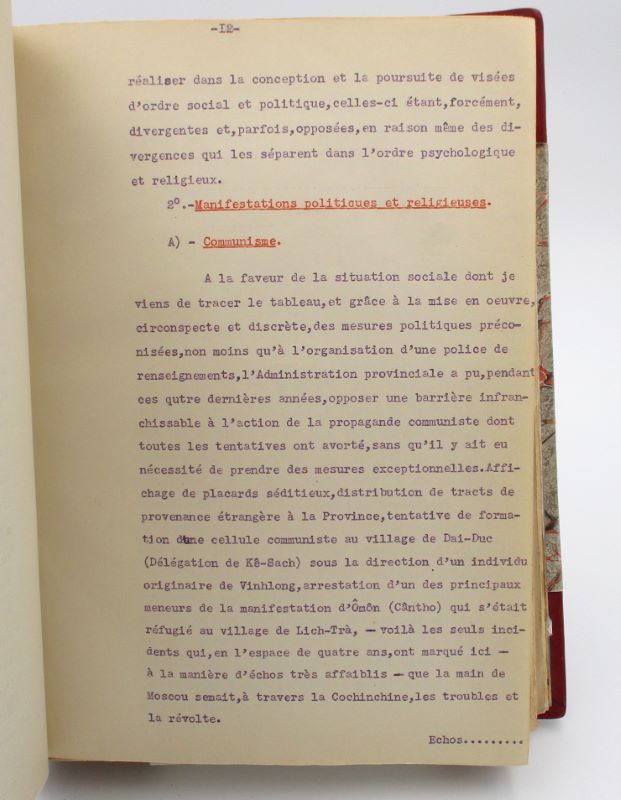 -12-
réaliser dans la conception et la poursuite de visées
d'ordre social et politique,celles-ci étant,forcément,
divergentes et,parfois,opposées,en raison même des di-
vergences qui les séparent dans l'ordre psychologique
et religieux.
2°.-Manifestations politiques et religieuses.
A) - Communisme.
A la faveur de la situation sociale dont je
viens de tracer le tableau,et grâce à la mise en oeuvre,
circonspecte et discrète,des mesures politiques préco-
nisées,non moins qu'à l'organisation d'une police de
renseignements,l'Administration provinciale a pu,pendant
ces qutre dernières années,opposer une barrière infran-
chissable à l'action de la propagande communiste dont
toutes les tentatives ont avorté,sans qu'il y ait eu
nécessité de prendre des mesures exceptionnelles.Affi-
chage de placards séditieux,distribution de tracts de
provenance étrangère à la Province,tentative de forma-
tion d'une cellule communiste au village de Dai-Duc
(Délégation de Kê-Sach) sous la direction d'un individu
originaire de Vinhlong,arrestation d'un des principaux
meneurs de la manifestation d'Ômôn (Cântho) qui s'était
réfugié au village de Lich-Trà, — voilà les seuls inci-
dents qui,en l'espace de quatre ans,ont marqué ici —
à la manière d'échos très affaiblis — que la main de
Moscou semait,à travers la Cochinchine,les troubles et
la révolte.
Echos.........